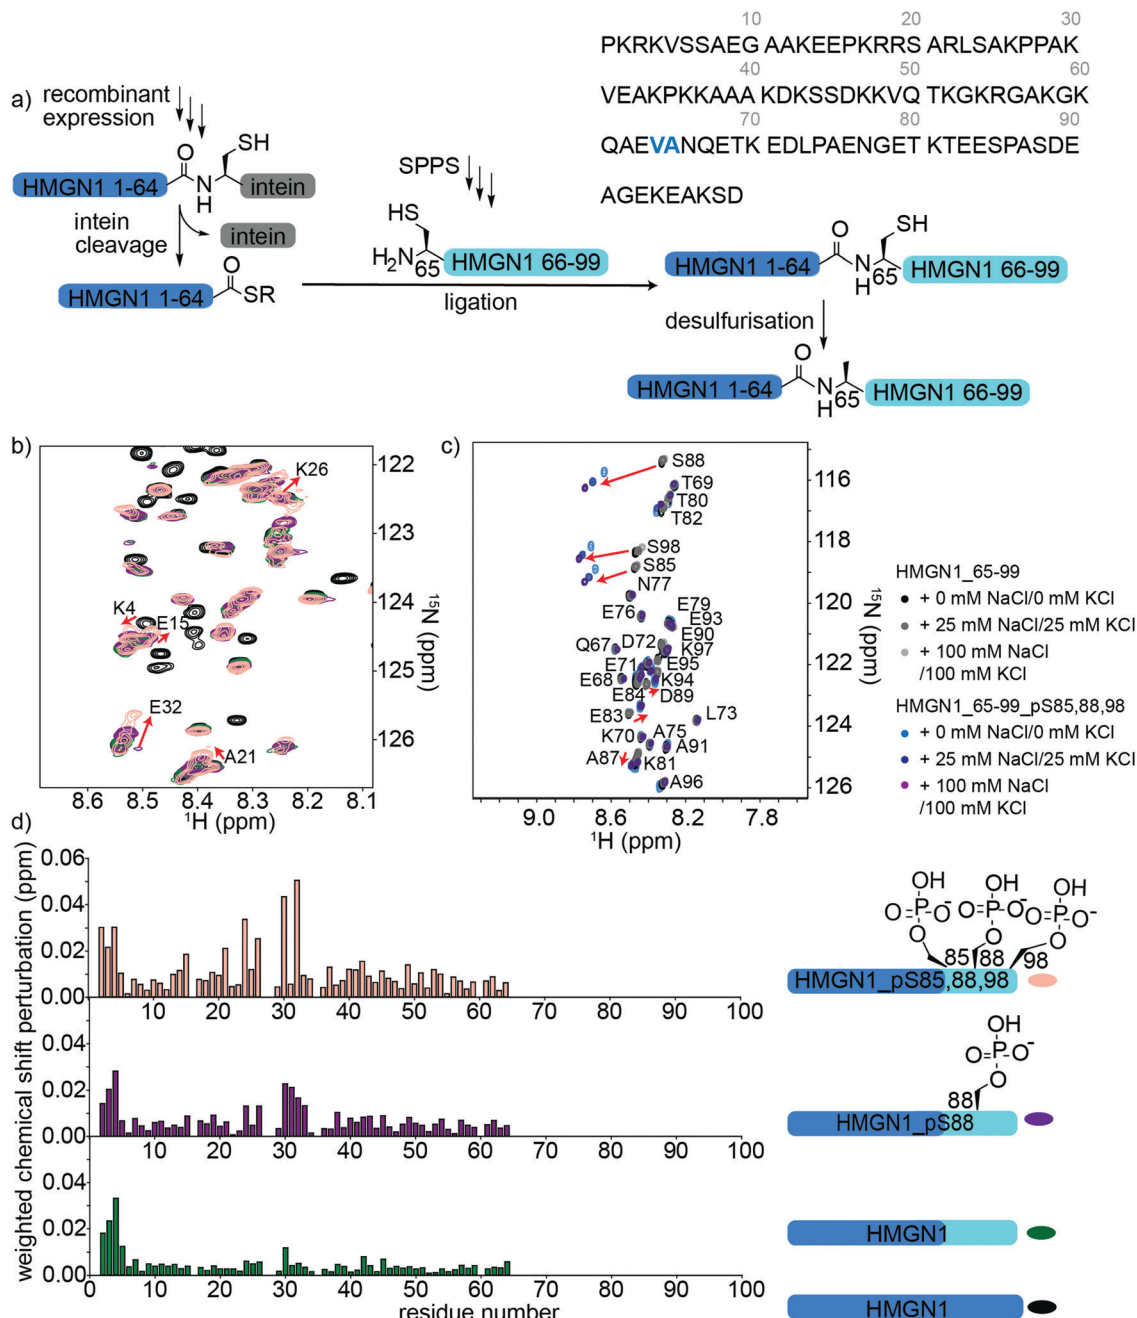 10 20 30
PKRKVSSAEG AAKEEPKRRS ARLSAKPPAK
40 50 60
VEAKPKKAAA KDKSSDKKVQ TKGKRGAKGK
70 80 90
QAEVANQETK EDLPAENGET KTEESPASDE
AGEKEAKSD
a)
recombinant
expression
O
SH
N
H
HMGN1 1-64
intein
intein
cleavage
intein
O
SR
HMGN1 1-64
SPPS
HS
H2N
65
HMGN1 66-99
ligation
O
SH
N
H
65
HMGN1 1-64
HMGN1 66-99
desulfurisation
O
N
H
65
HMGN1 1-64
HMGN1 66-99
b)
K26
K4
E15
E32
A21
122
123
124
125
126
15N (ppm)
8.6 8.5 8.4 8.3 8.2 8.1
1H (ppm)
c)
S88
T69
T80
T82
S98
S85
N77
E79
E76
E93
E90
D72
Q67
K97
E71
E95
E68
K94
E84
D89
E83
L73
K70
A75
A87
A91
K81
A96
116
118
120
122
124
126
15N (ppm)
9.0 8.6 8.2 7.8
1H (ppm)
HMGN1_65-99
+ 0 mM NaCl/0 mM KCl
+ 25 mM NaCl/25 mM KCl
+ 100 mM NaCl
/100 mM KCl
HMGN1_65-99_pS85,88,98
+ 0 mM NaCl/0 mM KCl
+ 25 mM NaCl/25 mM KCl
+ 100 mM NaCl
/100 mM KCl
d)
weighted chemical shift perturbation (ppm)
0.06
0.04
0.02
0.00
10 20 30 40 50 60 70 80 90 100
0.04
0.02
0.00
10 20 30 40 50 60 70 80 90 100
0.04
0.02
0.00
0 10 20 30 40 50 60 70 80 90 100
residue number
OH OH OH
O=P-O- O=P-O- O=P-O-
O O O
85 88 98
HMGN1_pS85,88,98
OH
O=P-O-
O
88
HMGN1_pS88
HMGN1
HMGN1